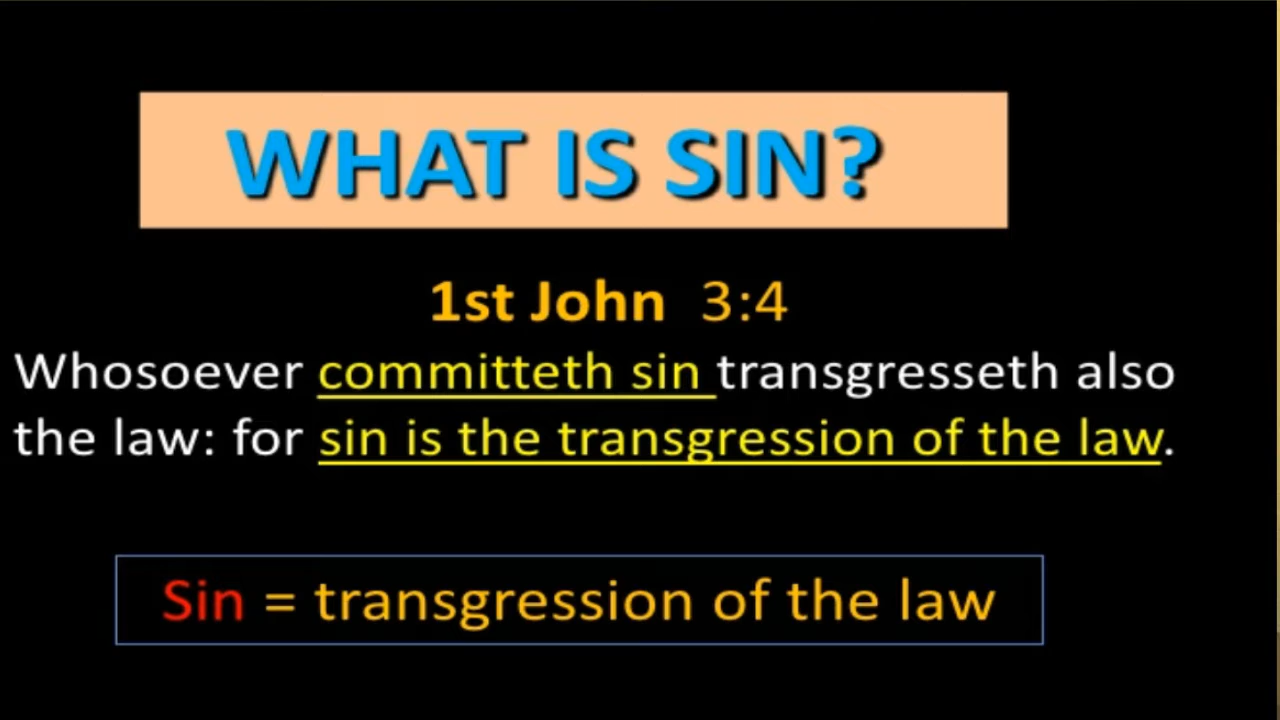 WHAT IS SIN?
1st John 3:4
Whosoever committeth sin transgresseth also
the law: for sin is the transgression of the law.
Sin = transgression of the law